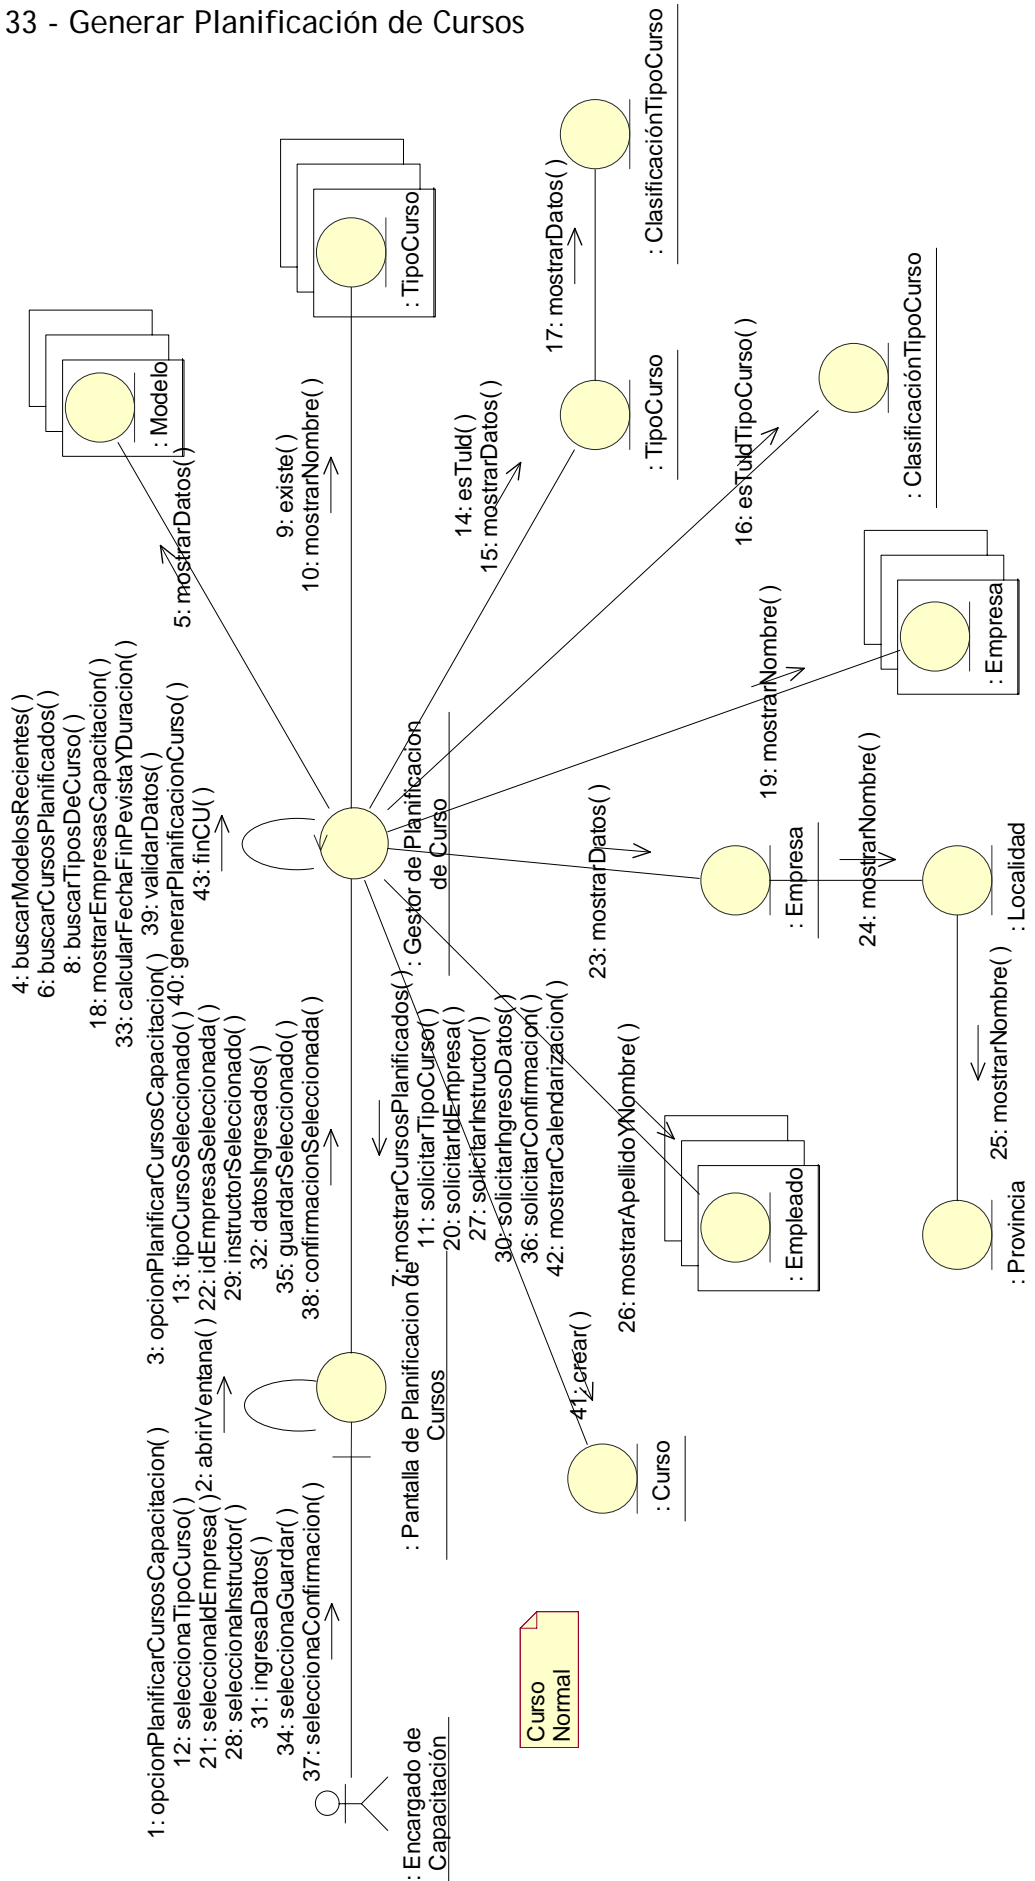 33 - Generar Planificación de Cursos
1: opcionPlanificarCursosCapacitacion( )
12: seleccionaTipoCurso( )
21: seleccionaIdEmpresa( )
28: seleccionaInstructor( )
31: ingresaDatos( )
34: seleccionaGuardar( )
37: seleccionaConfirmacion( )
: Encargado de
Capacitación
2: abrirVentana( )
: Pantalla de Planificacion de
Cursos
3: opcionPlanificarCursosCapacitacion( )
13: tipoCursoSeleccionado( )
22: idEmpresaSeleccionada( )
29: instructorSeleccionado( )
32: datosIngresados( )
35: guardarSeleccionado( )
38: confirmacionSeleccionada( )
7: mostrarCursosPlanificados( )
11: solicitarTipoCurso( )
20: solicitarIdEmpresa( )
27: solicitarInstructor( )
30: solicitarIngresoDatos( )
36: solicitarConfirmacion( )
42: mostrarCalendarizacion( )
4: buscarModelosRecientes( )
6: buscarCursosPlanificados( )
8: buscarTiposDeCurso( )
18: mostrarEmpresasCapacitacion( )
33: calcularFechaFinPevistaYDuracion( )
39: validarDatos( )
40: generarPlanificacionCurso( )
43: finCU( )
: Gestor de Planificacion
de Curso
5: mostrarDatos( )
: Modelo
9: existe( )
10: mostrarNombre( )
: TipoCurso
14: esTuId( )
15: mostrarDatos( )
: TipoCurso
17: mostrarDatos( )
: ClasificaciónTipoCurso
16: esTuIdTipoCurso( )
: ClasificaciónTipoCurso
19: mostrarNombre( )
: Empresa
23: mostrarDatos( )
: Empresa
24: mostrarNombre( )
: Localidad
25: mostrarNombre( )
: Provincia
26: mostrarApellidoYNombre( )
: Empleado
41: crear( )
: Curso
Curso
Normal